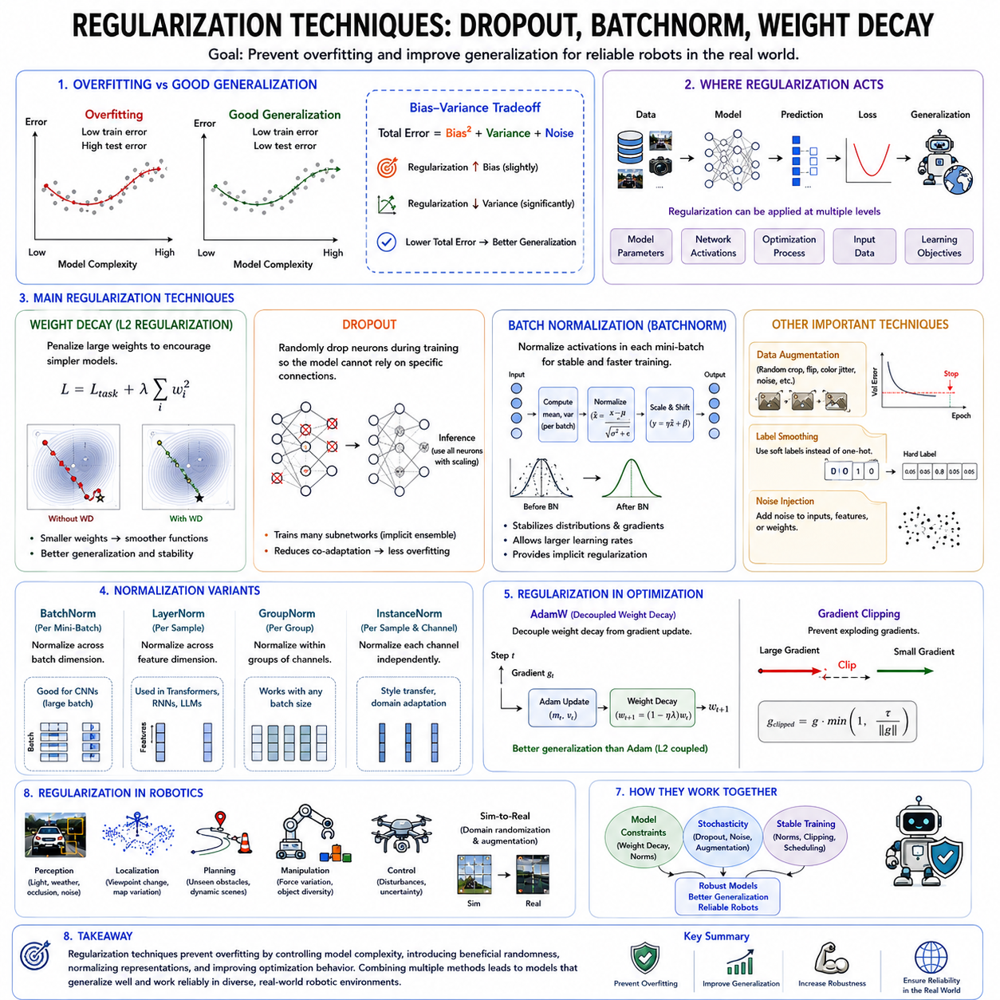 REGULARIZATION TECHNIQUES: DROPOUT, BATCHNORM, WEIGHT DECAY
Goal: Prevent overfitting and improve generalization for reliable robots in the real world.
1. OVERFITTING vs GOOD GENERALIZATION
Error
Overfitting
Low train error
High test error
Low
High
Model Complexity
Error
Good Generalization
Low train error
Low test error
Low
High
Model Complexity
Bias–Variance Tradeoff
Total Error = Bias² + Variance + Noise
Regularization ↑ Bias (slightly)
Regularization ↓ Variance (significantly)
Lower Total Error → Better Generalization
2. WHERE REGULARIZATION ACTS
Data
Model
Prediction
Loss
Generalization
....
...
Regularization can be applied at multiple levels
Model
Parameters
Network
Activations
Optimization
Process
Input
Data
Learning
Objectives
3. MAIN REGULARIZATION TECHNIQUES
WEIGHT DECAY (L2 REGULARIZATION)
Penalize large weights to encourage
simpler models.
L = L_task + λ ∑_i w_i^2
Without WD
With WD
• Smaller weights → smoother functions
• Better generalization and stability
DROPOUT
Randomly drop neurons during training
so the model cannot rely on specific
connections.
Inference
(use all neurons
with scaling)
• Trains many subnetworks (implicit ensemble)
• Reduces co-adaptation → less overfitting
BATCH NORMALIZATION (BATCHNORM)
Normalize activations in each mini-batch
for stable and faster training.
Input
Output
Compute
mean, var
(per batch)
Normalize
(x̂ = x−μ / √σ²+ϵ
Scale & Shift
(y = ηx̂ + β)
Before BN
After BN
• Stabilizes distributions & gradients
• Allows larger learning rates
• Provides implicit regularization
OTHER IMPORTANT TECHNIQUES
Data Augmentation
(Random crop, flip, color jitter,
noise, etc.)
Val Error
Stop
Epoch
Label Smoothing
Use soft labels instead of one-hot.
D 0 1 0
Hard Label
0.05 0.05 0.8 0.05 0.05
Noise Injection
Add noise to inputs, features,
or weights.
4. NORMALIZATION VARIANTS
BatchNorm
(Per Mini-Batch)
Normalize across
batch dimension.
Good for CNNs
(large batch)
Batch
LayerNorm
(Per Sample)
Normalize across
feature dimension.
Used in Transformers,
RNNs, LLMs
Features
GroupNorm
(Per Group)
Normalize within
groups of channels.
Works with any
batch size
InstanceNorm
(Per Sample & Channel)
Normalize each channel
independently.
Style transfer,
domain adaptation
5. REGULARIZATION IN OPTIMIZATION
AdamW (Decoupled Weight Decay)
Decouple weight decay from gradient update.
Step t
Gradient g_t
Adam Update
(m_t, v_t)
Weight Decay
(w_t+1 = (1 − ηλ)w_t)
w_t+1
Better generalization than Adam (L2 coupled)
Gradient Clipping
Prevent exploding gradients.
Large Gradient
Clip
Small Gradient
g_clipped = g · min(1, τ / ||g||)
8. REGULARIZATION IN ROBOTICS
Perception
(Light, weather,
occlusion, noise)
Localization
(Viewpoint change,
map variation)
Planning
(Unseen obstacles,
dynamic scenes)
Manipulation
(Force variation,
object diversity)
Control
(Disturbances,
uncertainty)
Sim-to-Real
(Domain randomization
& augmentation)
Sim
Real
7. HOW THEY WORK TOGETHER
Model
Constraints
(Weight Decay,
Norms)
Stochasticity
(Dropout, Noise,
Augmentation)
Stable Training
(Norms, Clipping,
Scheduling)
Robust Models
Better Generalization
Reliable Robots
8. TAKEAWAY
Regularization techniques prevent overfitting by controlling model complexity, introducing beneficial randomness,
normalizing representations, and improving optimization behavior. Combining multiple methods leads to models that
generalize well and work reliably in diverse, real-world robotic environments.
Key Summary
Prevent Overfitting
Improve Generalization
Increase Robustness
Ensure Reliability
in the Real World